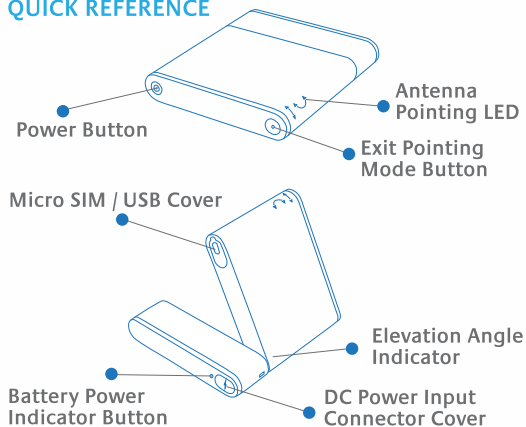 QUICK REFERENCE
Antenna
Pointing LED
Power Button
Exit Pointing
Mode Button
Micro SIM / USB Cover
Elevation Angle
Indicator
Battery Power
Indicator Button
DC Power Input
Connector Cover